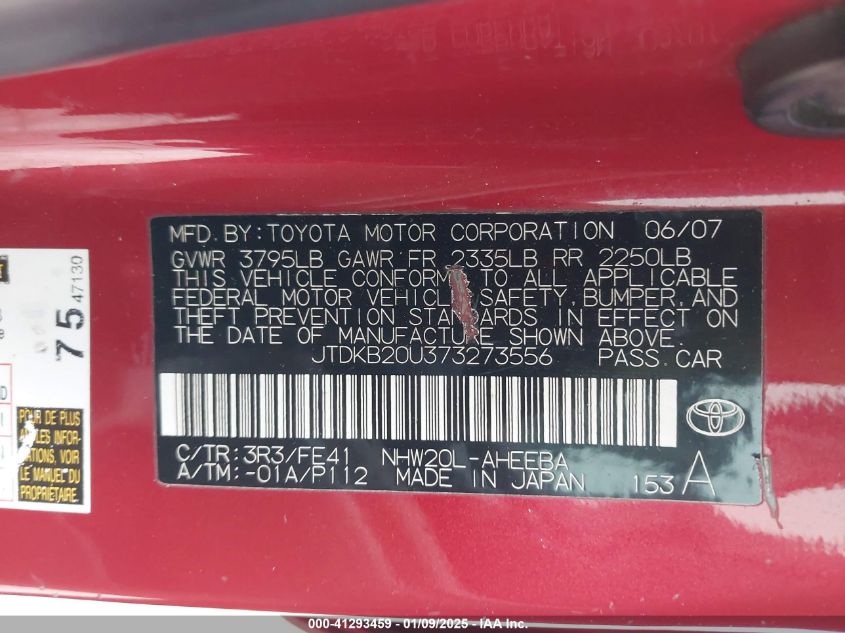 MFD. BY: TOYOTA MOTOR CORPORATION 06/07
GVWR 3795LB GAWR FR 2335LB RR 2250LB
THIS VEHICLE CONFORMS TO ALL APPLICABLE
FEDERAL MOTOR VEHICLE SAFETY, BUMPER, AND
THEFT PREVENTION STANDARDS IN EFFECT ON
THE DATE OF MANUFACTURE SHOWN ABOVE.
JTDKB20U373273556 PASS. CAR
C/TR: 3R3/FE41 NHW20L-AHEEBA
A/TM: -01A/P112 MADE IN JAPAN 153 A
75 47130
POUR DE PLUS
AMPLES INFOR-
MATIONS, VOIR
LE MANUEL DU
PROPRIÉTAIRE
000-41293459 - 01/09/2025 - IAA Inc.